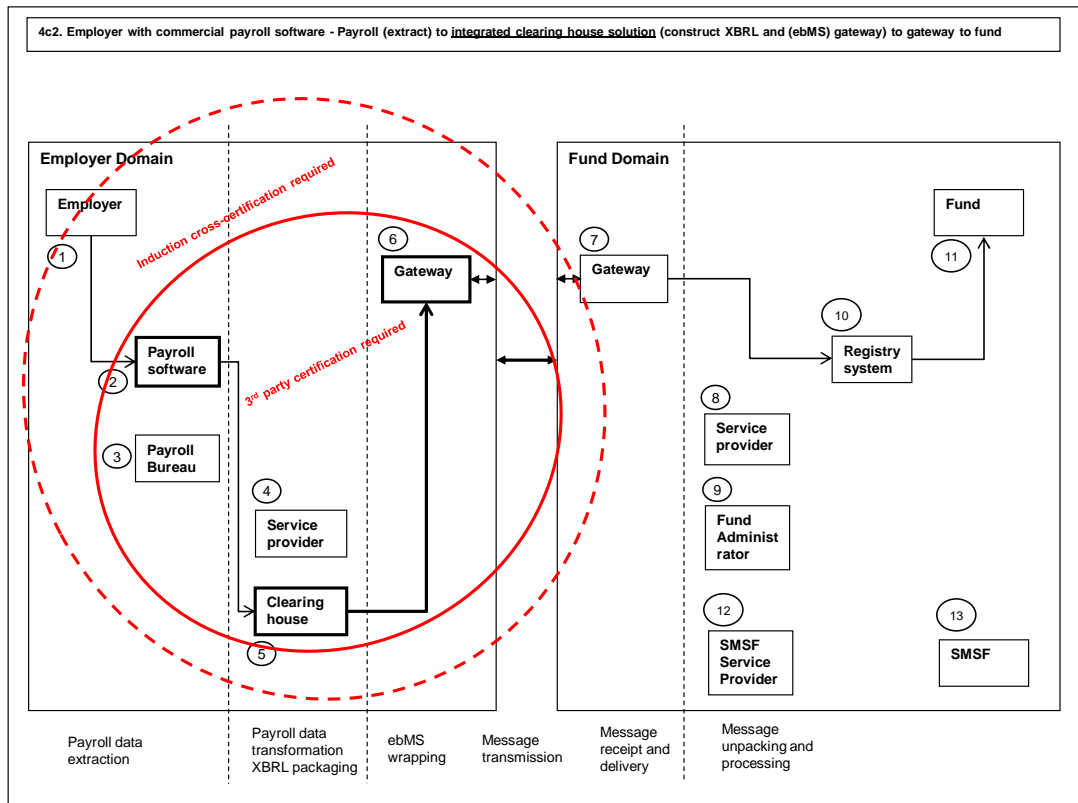 4c2. Employer with commercial payroll software - Payroll (extract) to integrated clearing house solution (construct XBRL and (ebMS) gateway) to gateway to fund
Employer Domain
Fund Domain
Employer
1
Induction cross-certification required
6
Gateway
7
Gateway
Fund
11
Payroll
software
2
3rd party certification required
10
Registry
system
3
Payroll
Bureau
8
Service
provider
4
Service
provider
9
Fund
Administ
rator
Clearing
house
5
12
SMSF
Service
Provider
13
SMSF
Payroll data
extraction
Payroll data
transformation
XBRL packaging
ebMS
wrapping
Message
transmission
Message
receipt and
delivery
Message
unpacking and
processing